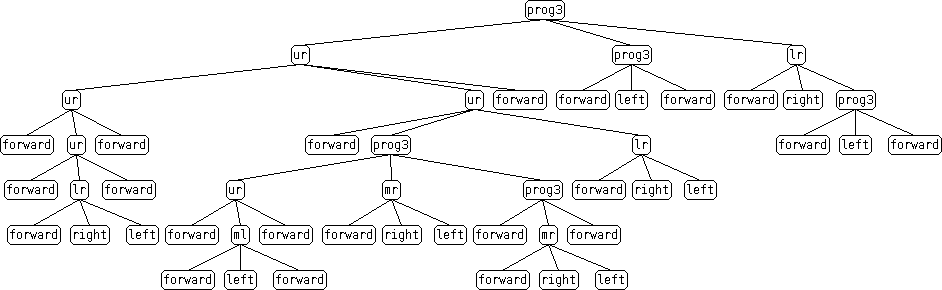 prog3
ur prog3 lr
ur ur forward forward left forward forward right prog3
forward ur forward forward prog3 lr forward left forward
forward lr forward ur mr prog3 forward right left
forward right left forward ml forward forward right left forward mr forward
forward left forward forward right left